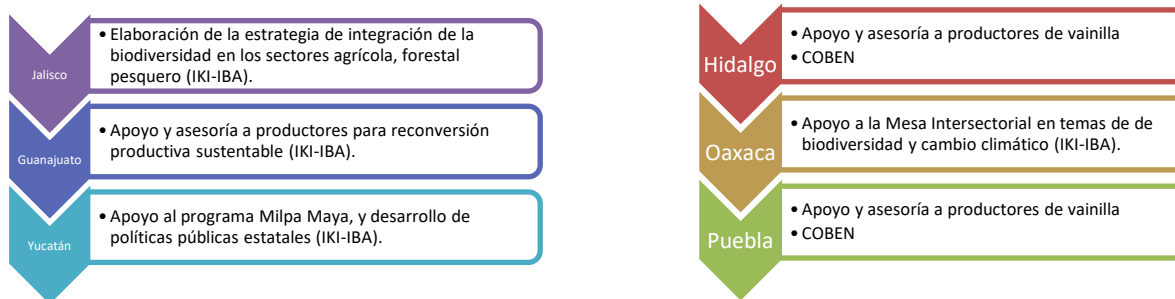 Jalisco
• Elaboración de la estrategia de integración de la
biodiversidad en los sectores agrícola, forestal
pesquero (IKI-IBA).
Guanajuato
• Apoyo y asesoría a productores para reconversión
productiva sustentable (IKI-IBA).
Yucatán
• Apoyo al programa Milpa Maya, y desarrollo de
políticas públicas estatales (IKI-IBA).
Hidalgo
• Apoyo y asesoría a productores de vainilla
• COBEN
Oaxaca
• Apoyo a la Mesa Intersectorial en temas de de
biodiversidad y cambio climático (IKI-IBA).
Puebla
• Apoyo y asesoría a productores de vainilla
• COBEN